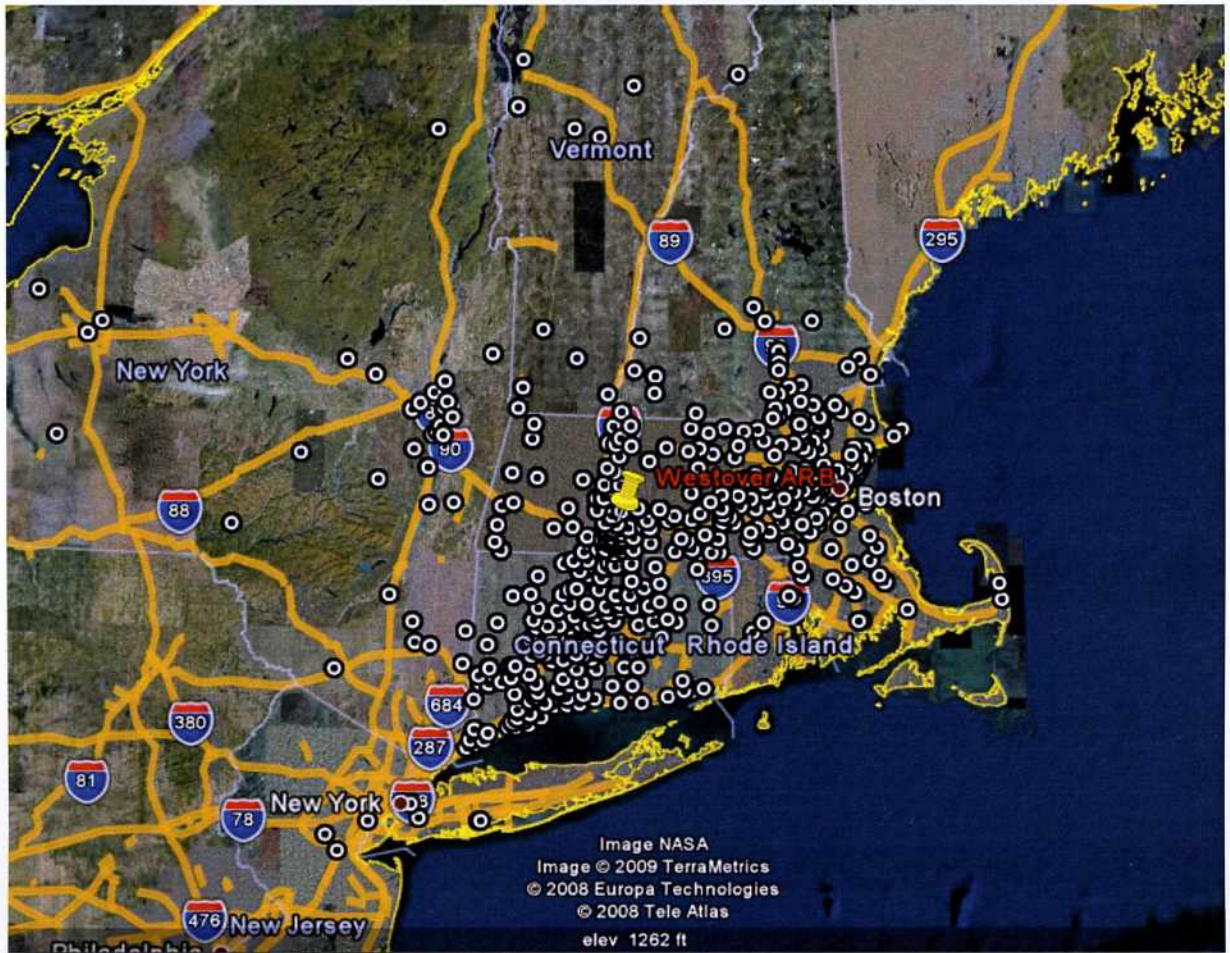 Vermont
89
295
New York
90
Westover ARB
Boston
88
395
Connecticut
Rhode Island
684
380
287
81
New York
78
Image NASA
Image © 2009 TerraMetrics
© 2008 Europa Technologies
© 2008 Tele Atlas
476
New Jersey
elev 1262 ft
Philadelphia